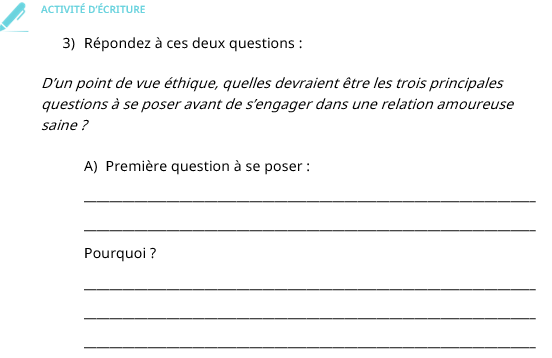 ACTIVITÉ D'ÉCRITURE
3) Répondez à ces deux questions :
D'un point de vue éthique, quelles devraient être les trois principales
questions à se poser avant de s'engager dans une relation amoureuse
saine ?
A) Première question à se poser :
Pourquoi ?